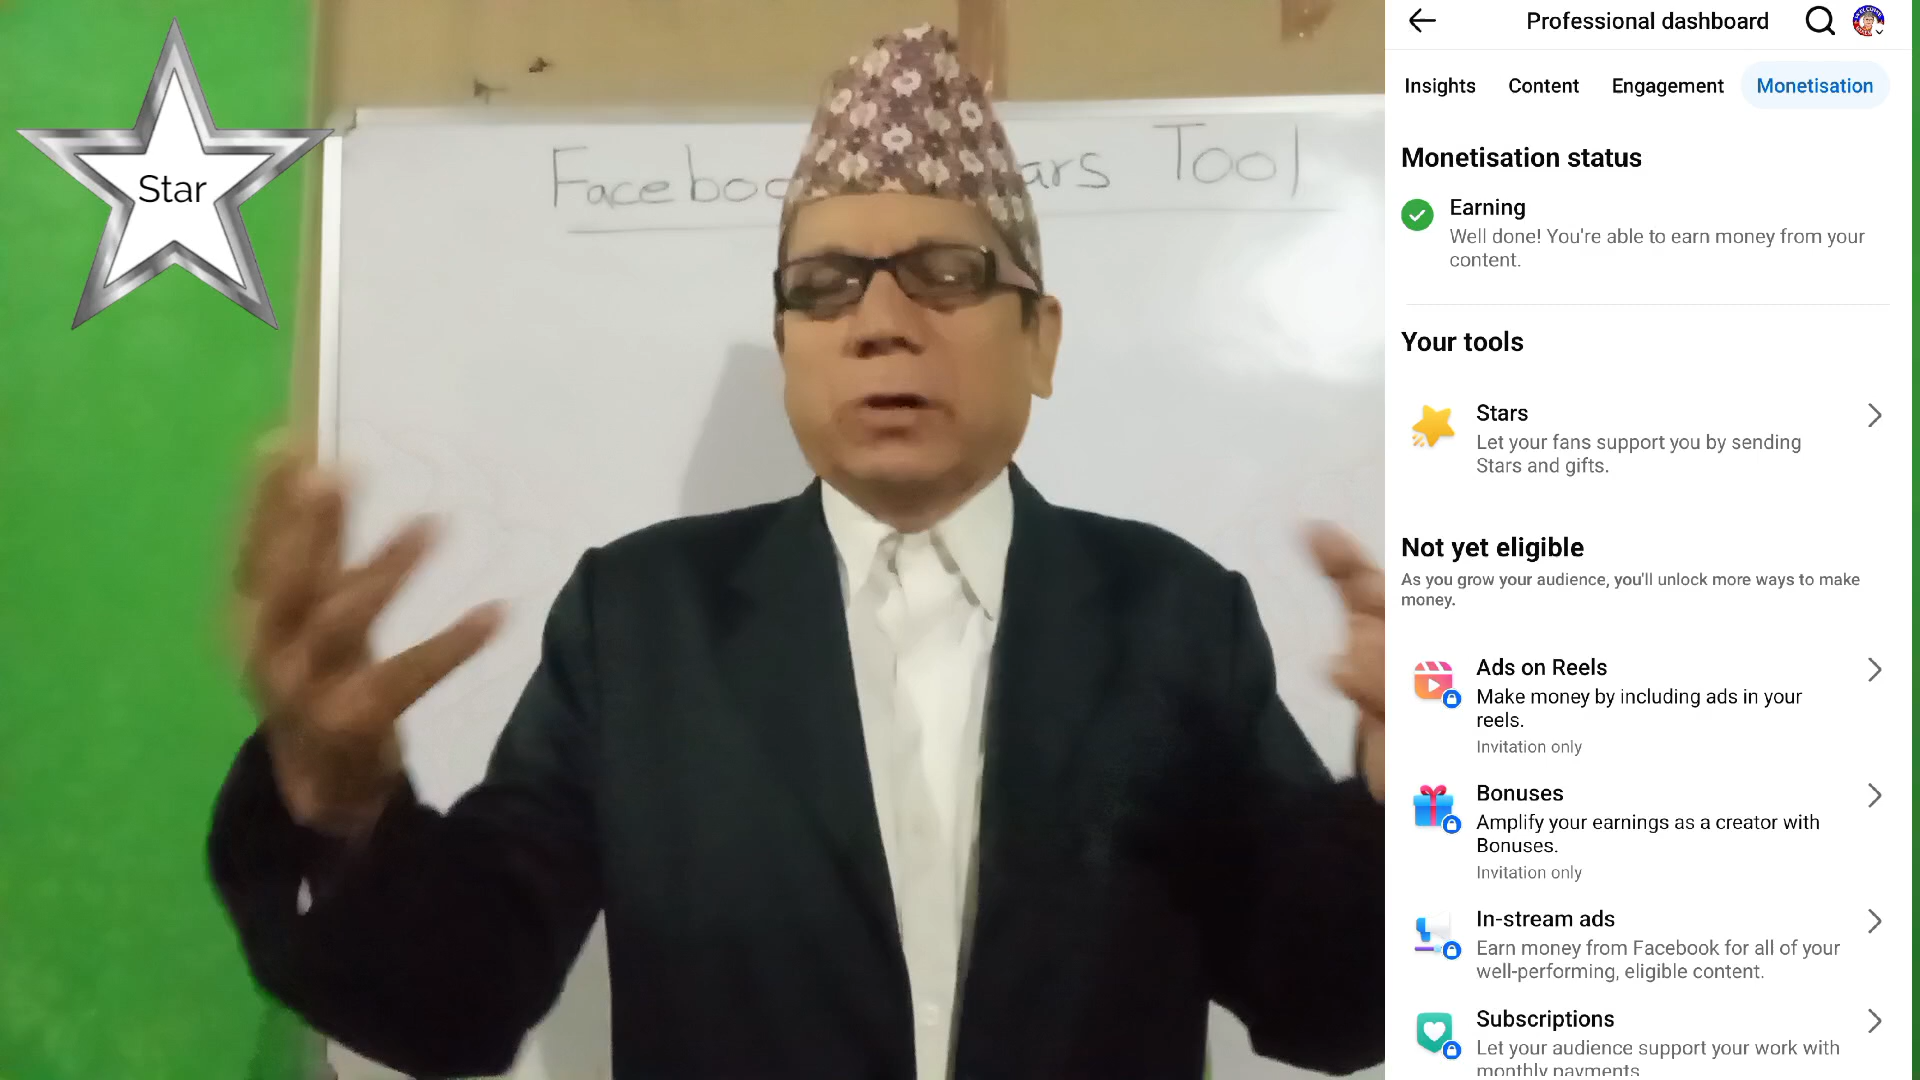 Star
Tool
Professional dashboard
Insights Content Engagement Monetisation
Monetisation status
Earning
Well done! You're able to earn money from your
content.
Your tools
Stars
Let your fans support you by sending
Stars and gifts.
Not yet eligible
As you grow your audience, you'll unlock more ways to make
money.
Ads on Reels
Make money by including ads in your
reels.
Invitation only
Bonuses
Amplify your earnings as a creator with
Bonuses.
Invitation only
In-stream ads
Earn money from Facebook for all of your
well-performing, eligible content.
Subscriptions
Let your audience support your work with
monthly payments